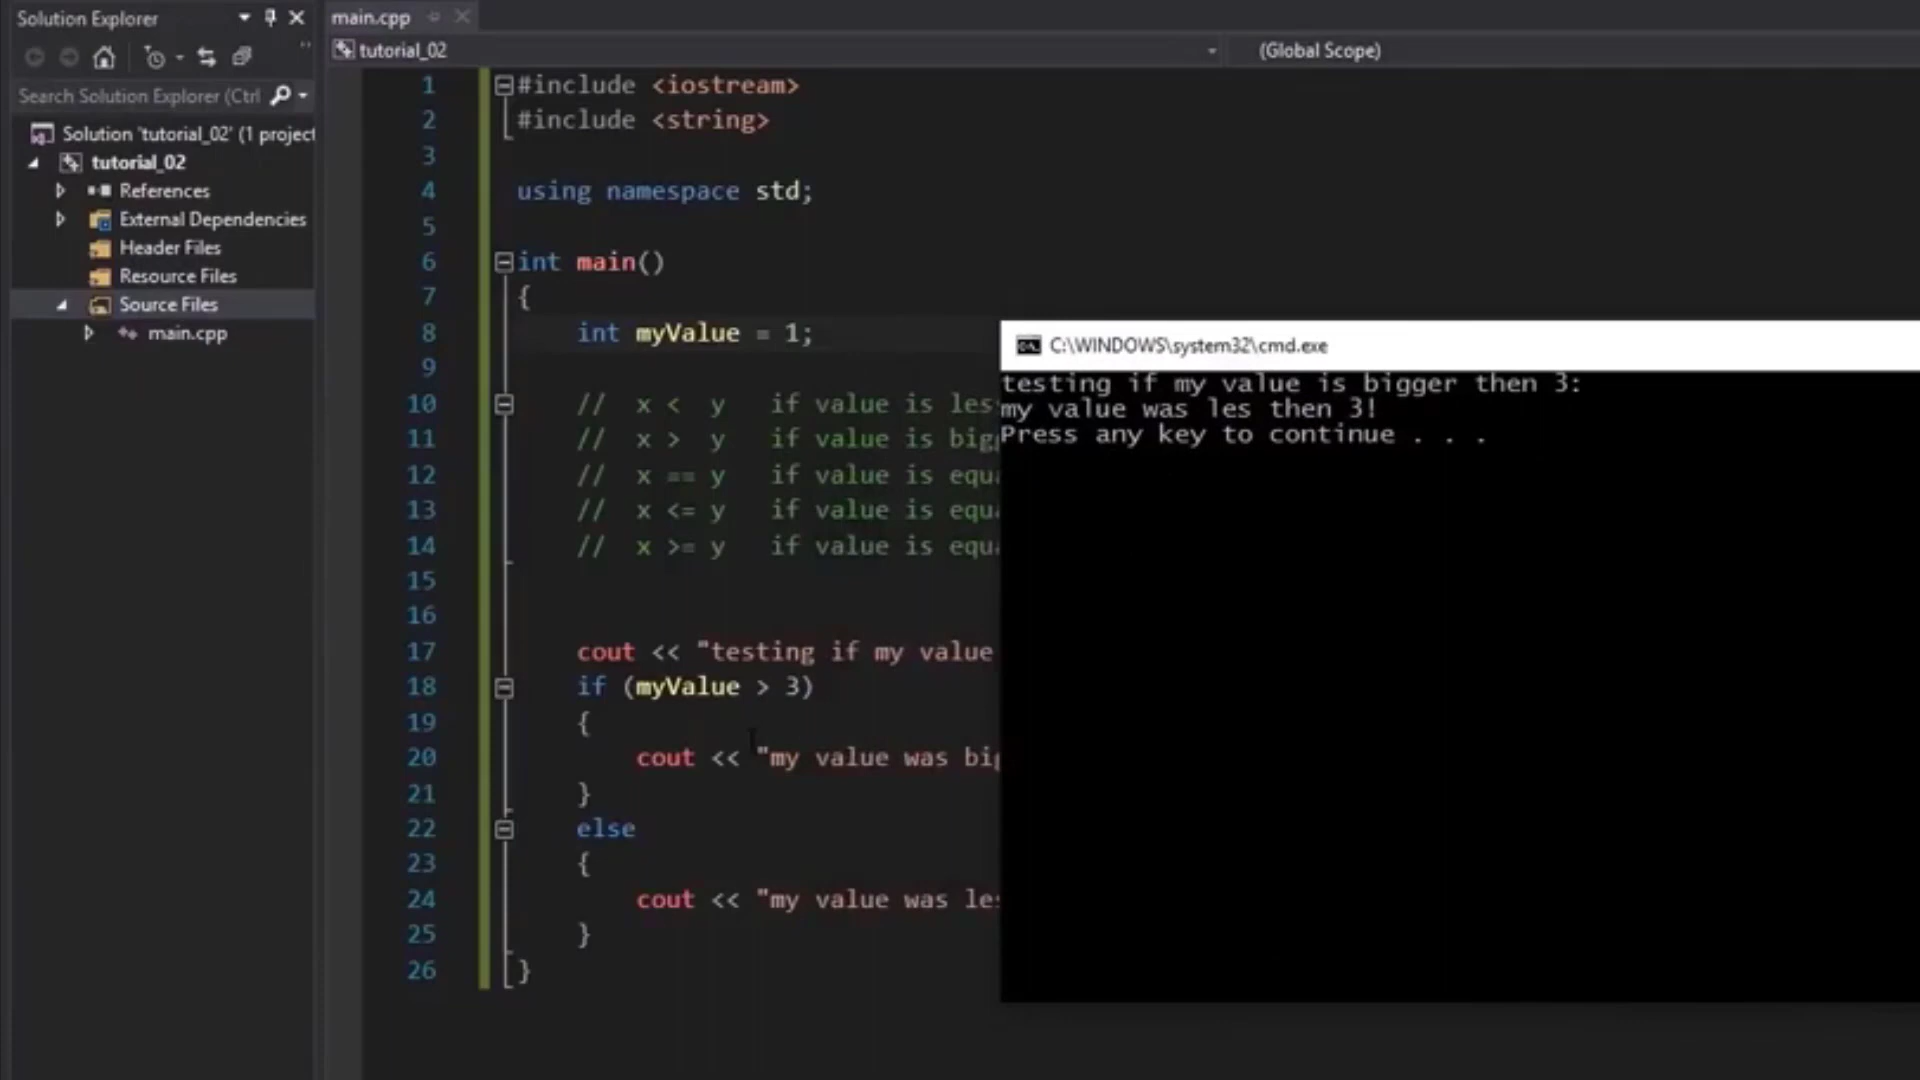 Solution Explorer
Search Solution Explorer (Ctrl
Solution 'tutorial_02' (1 project
tutorial_02
References
External Dependencies
Header Files
Resource Files
Source Files
main.cpp
main.cpp
tutorial_02
(Global Scope)
1 #include <iostream>
2 #include <string>
3
4 using namespace std;
5
6 int main()
7 {
8 int myValue = 1;
9
10 // x < y if value is les
11 // x > y if value is big
12 // x == y if value is equ
13 // x <= y if value is equ
14 // x >= y if value is equ
15
16
17 cout << "testing if my value
18 if (myValue > 3)
19 {
20 cout << "my value was big
21 }
22 else
23 {
24 cout << "my value was les
25 }
26 }
C:\WINDOWS\system32\cmd.exe
testing if my value is bigger then 3:
my value was les then 3!
Press any key to continue . . .